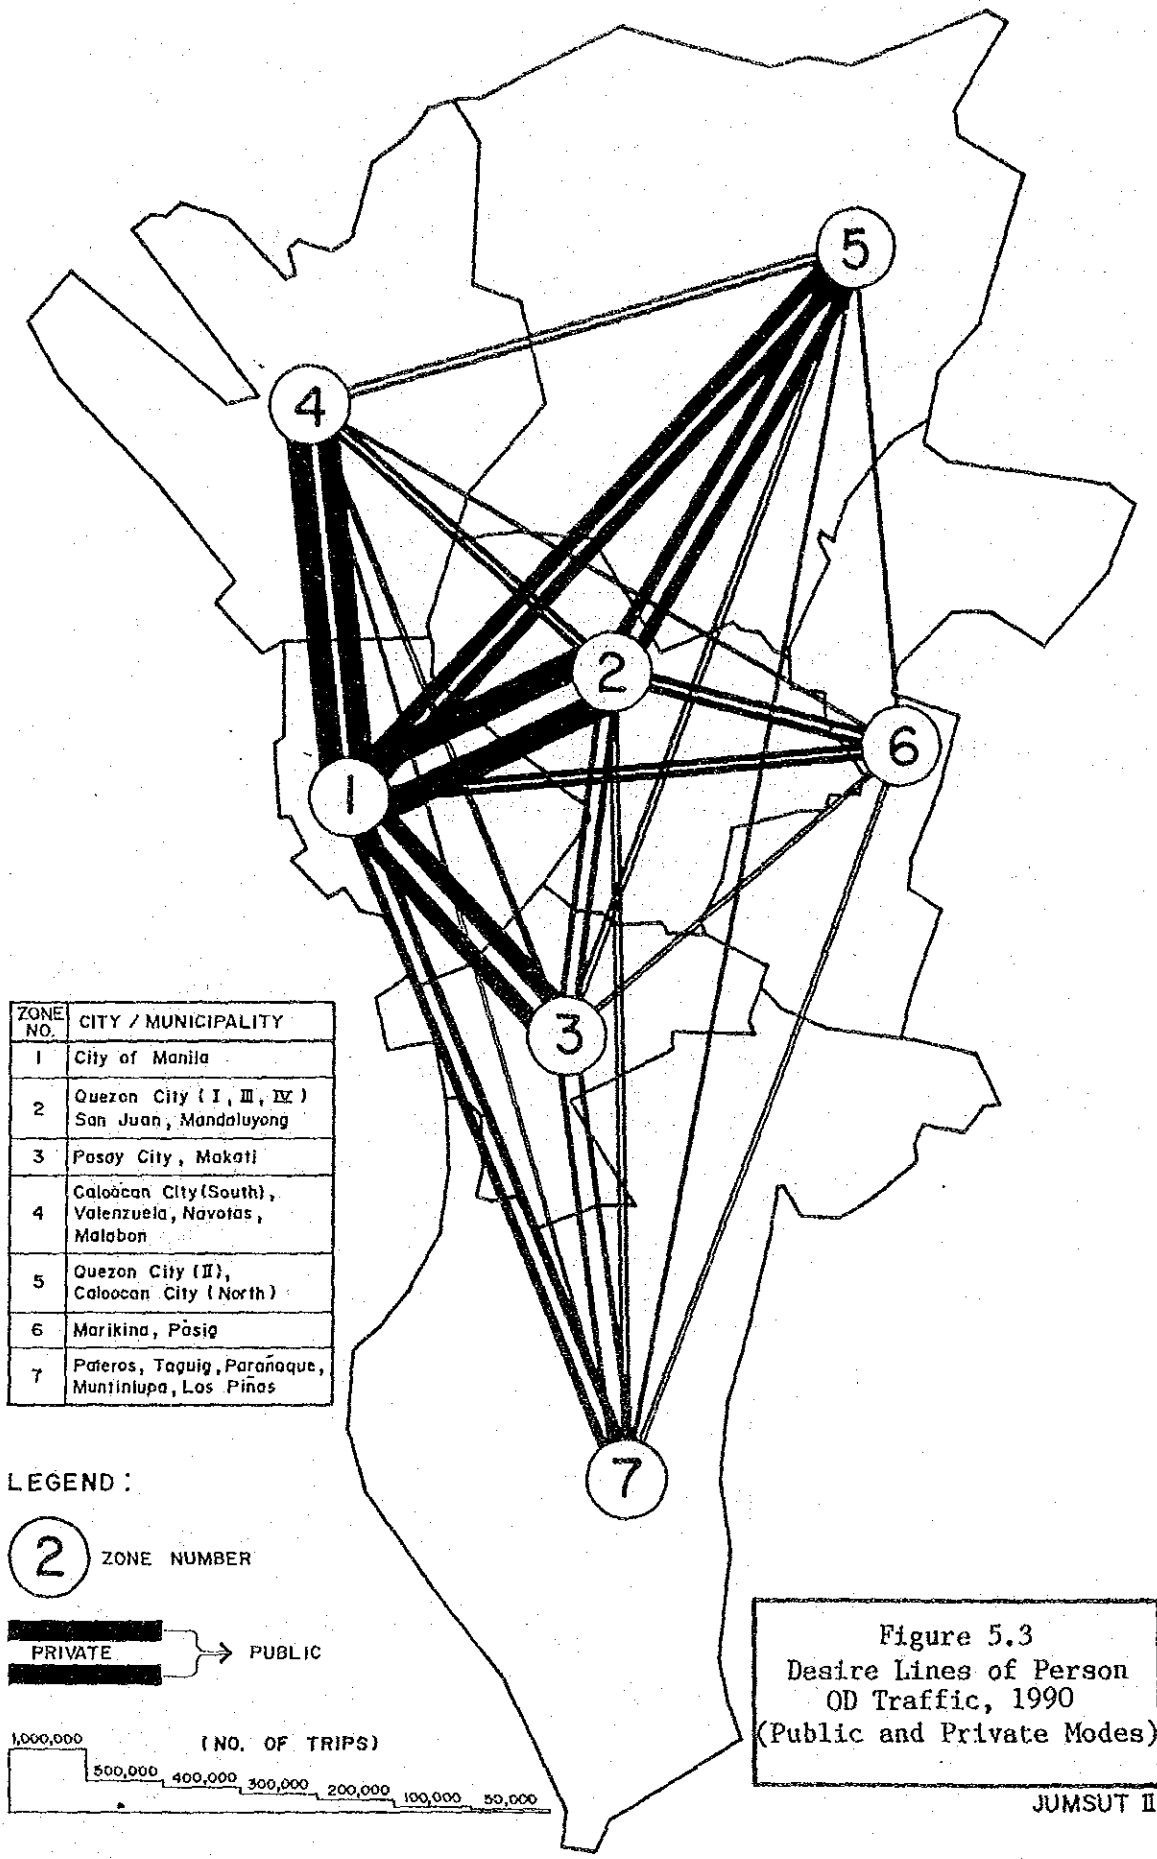 5
4
2
6
1
3
7
ZONE NO. CITY / MUNICIPALITY
1 City of Manila
2 Quezon City (I, III, IV)
San Juan, Mandaluyong
3 Pasay City, Makati
4 Caloocan City (South),
Valenzuela, Navotas,
Malabon
5 Quezon City (II),
Caloocan City (North)
6 Marikina, Pasig
7 Pateros, Taguig, Parañaque,
Muntinlupa, Las Piñas
LEGEND :
2 ZONE NUMBER
PRIVATE PUBLIC
(NO. OF TRIPS)
1,000,000 500,000 400,000 300,000 200,000 100,000 50,000
Figure 5.3
Desire Lines of Person
OD Traffic, 1990
(Public and Private Modes)
JUMSUT II